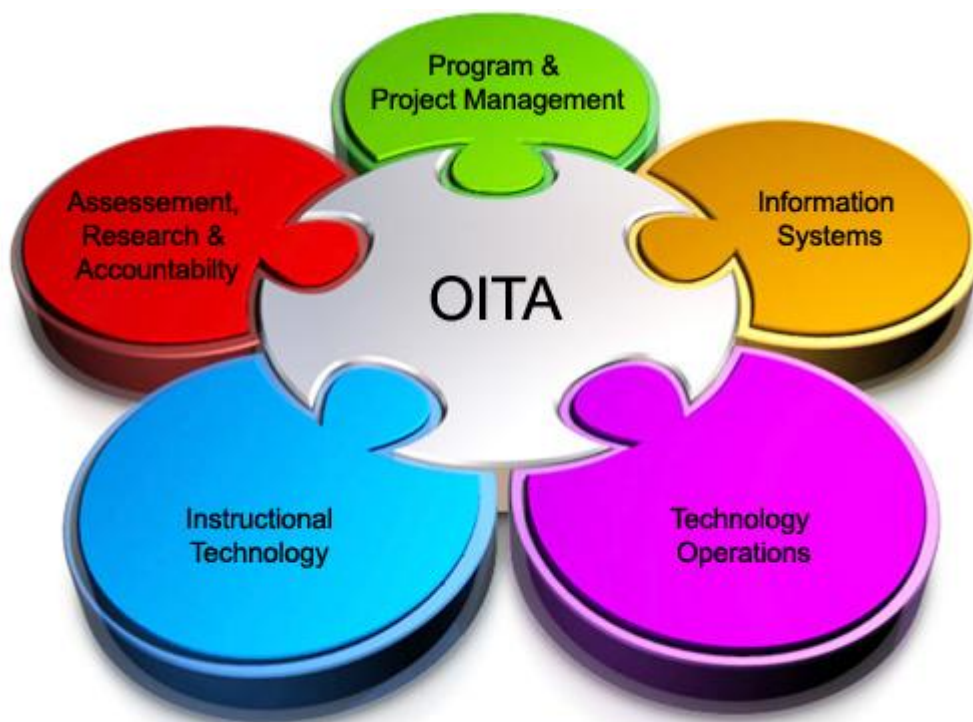 Program &
Project Management
Assessement,
Research &
Accountabilty
Information
Systems
OITA
Instructional
Technology
Technology
Operations